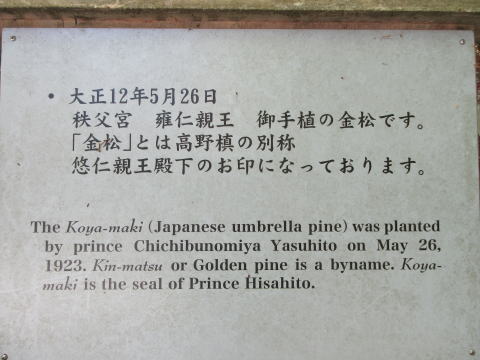 • 大正12年5月26日
秩父宮　雍仁親王　御手植の金松です。
「金松」とは高野槙の別称
悠仁親王殿下のお印になっております。
The Koya-maki (Japanese umbrella pine) was planted
by prince Chichibunomiya Yasuhito on May 26,
1923. Kin-matsu or Golden pine is a byname. Koya-
maki is the seal of Prince Hisahito.